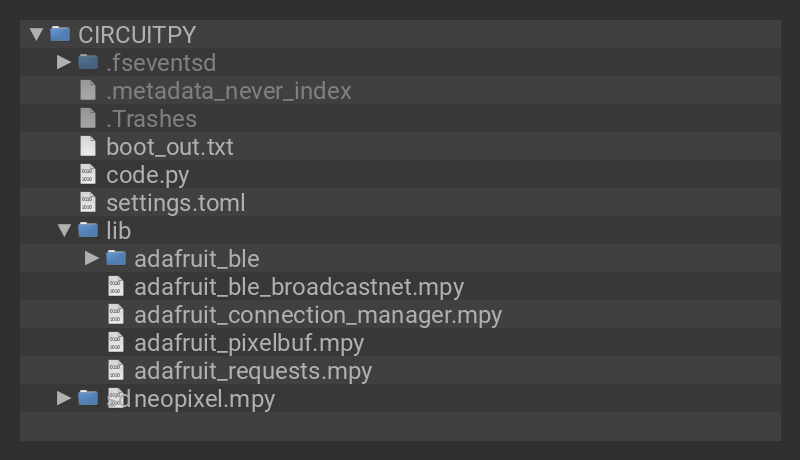 CIRCUITPY
.fseventsd
.metadata_never_index
.Trashes
boot_out.txt
code.py
settings.toml
lib
adafruit_ble
adafruit_ble_broadcastnet.mpy
adafruit_connection_manager.mpy
adafruit_pixelbuf.mpy
adafruit_requests.mpy
sd neopixel.mpy